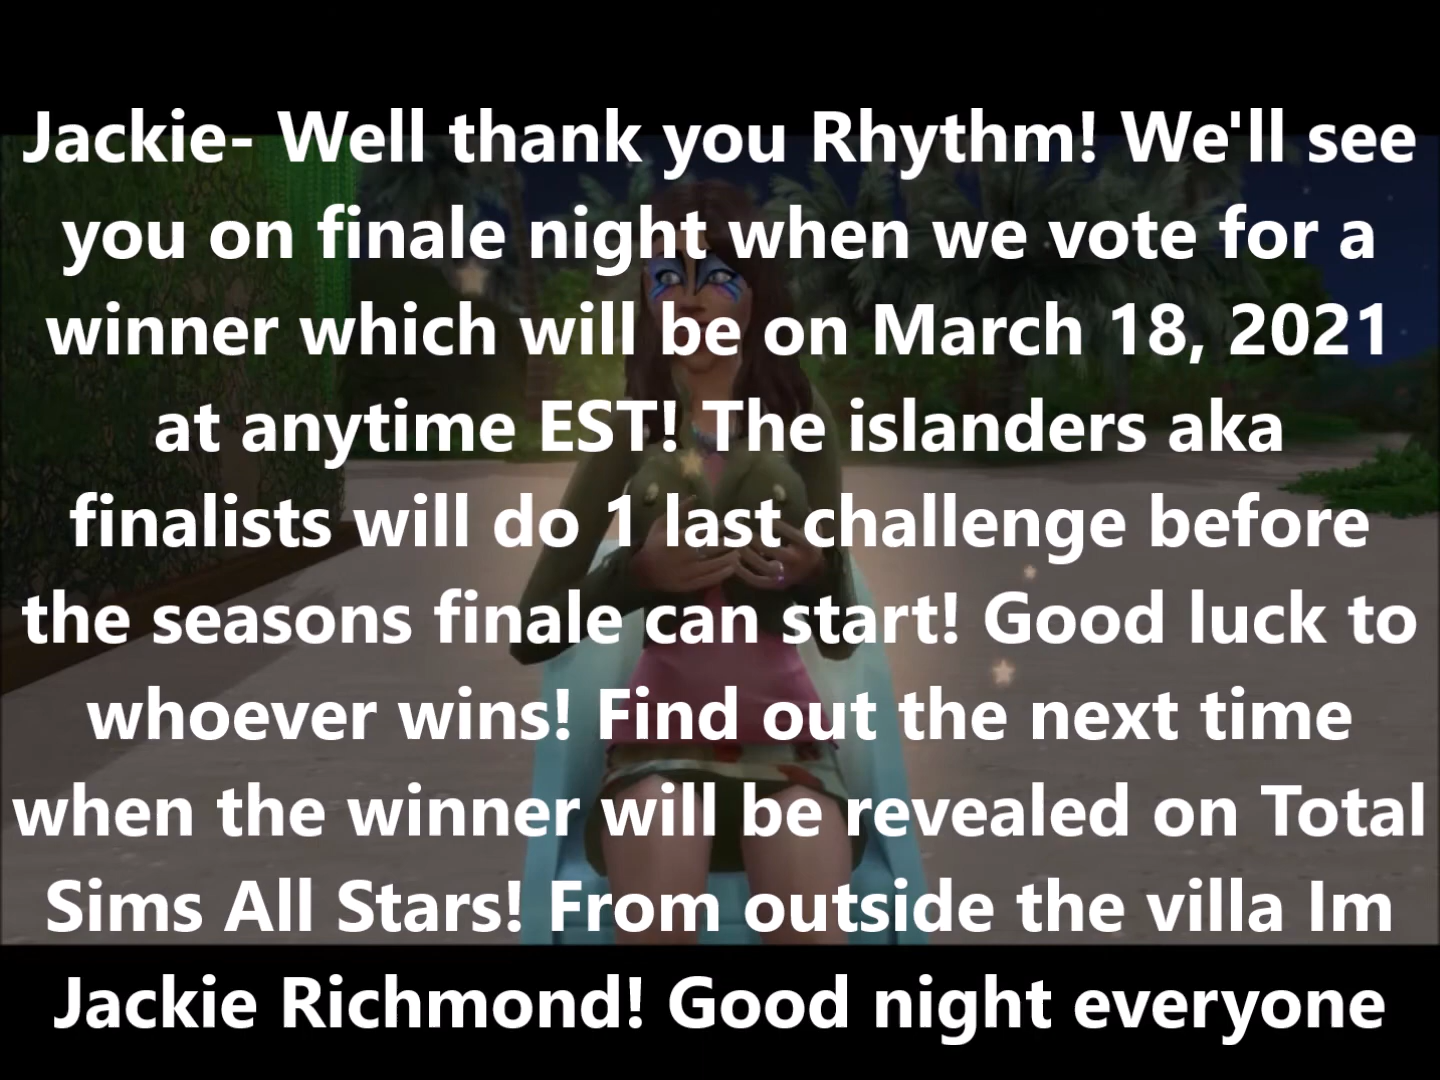 Jackie- Well thank you Rhythm! We'll see
you on finale night when we vote for a
winner which will be on March 18, 2021
at anytime EST! The islanders aka
finalists will do 1 last challenge before
the seasons finale can start! Good luck to
whoever wins! Find out the next time
when the winner will be revealed on Total
Sims All Stars! From outside the villa Im
Jackie Richmond! Good night everyone